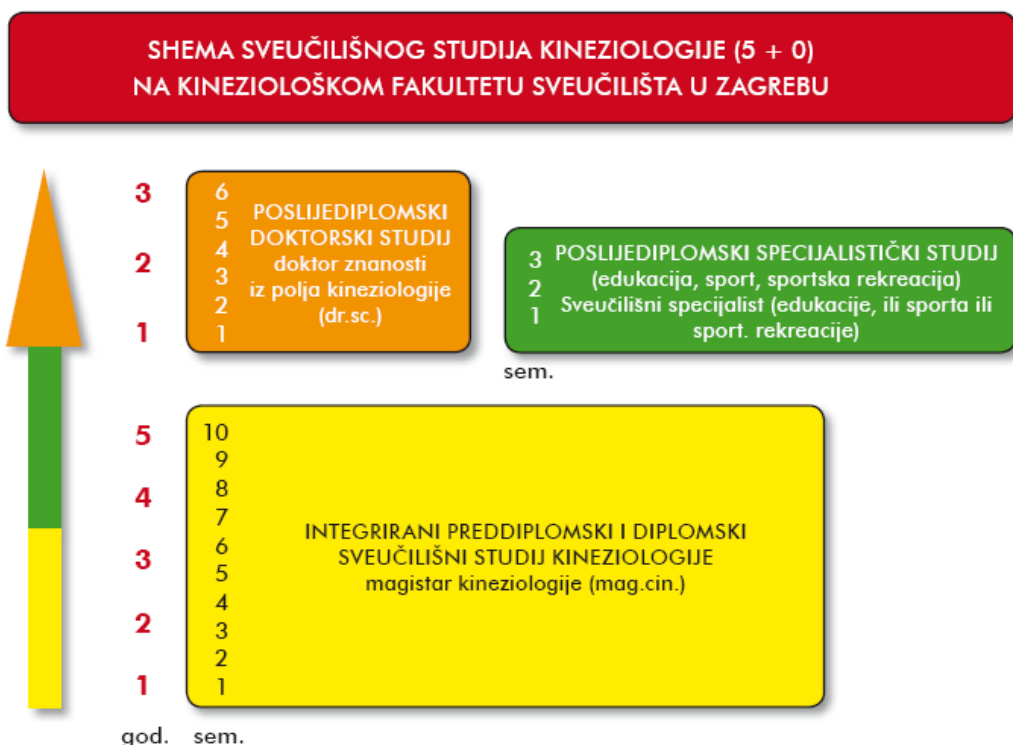 SHEMA SVEUČILIŠNOG STUDIJA KINEZIOLOGIJE (5 + 0)
NA KINEZIOLOŠKOM FAKULTETU SVEUČILIŠTA U ZAGREBU
3
2
1
6
5
4
3
2
1
POSLIJEDIPLOMSKI
DOKTORSKI STUDIJ
doktor znanosti
iz polja kineziologije
(dr.sc.)
3
2
1
POSLIJEDIPLOMSKI SPECIJALISTIČKI STUDIJ
(edukacija, sport, sportska rekreacija)
Sveučilišni specijalist (edukacije, ili sporta ili
sport. rekreacije)
sem.
5
4
3
2
1
10
9
8
7
6
5
4
3
2
1
INTEGRIRANI PREDDIPLOMSKI I DIPLOMSKI
SVEUČILIŠNI STUDIJ KINEZIOLOGIJE
magistar kineziologije (mag.cin.)
god. sem.